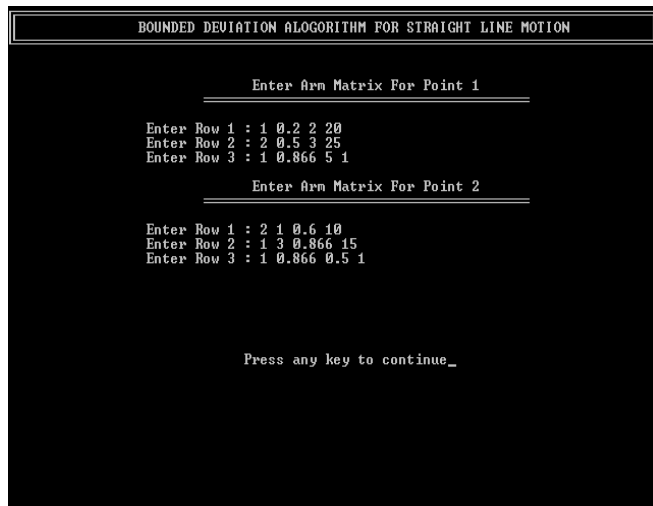 BOUNDED DEVIATION ALOGORITHM FOR STRAIGHT LINE MOTION
Enter Arm Matrix For Point 1
Enter Row 1 : 1 0.2 2 20
Enter Row 2 : 2 0.5 3 25
Enter Row 3 : 1 0.866 5 1
Enter Arm Matrix For Point 2
Enter Row 1 : 2 1 0.6 10
Enter Row 2 : 1 3 0.866 15
Enter Row 3 : 1 0.866 0.5 1
Press any key to continue_